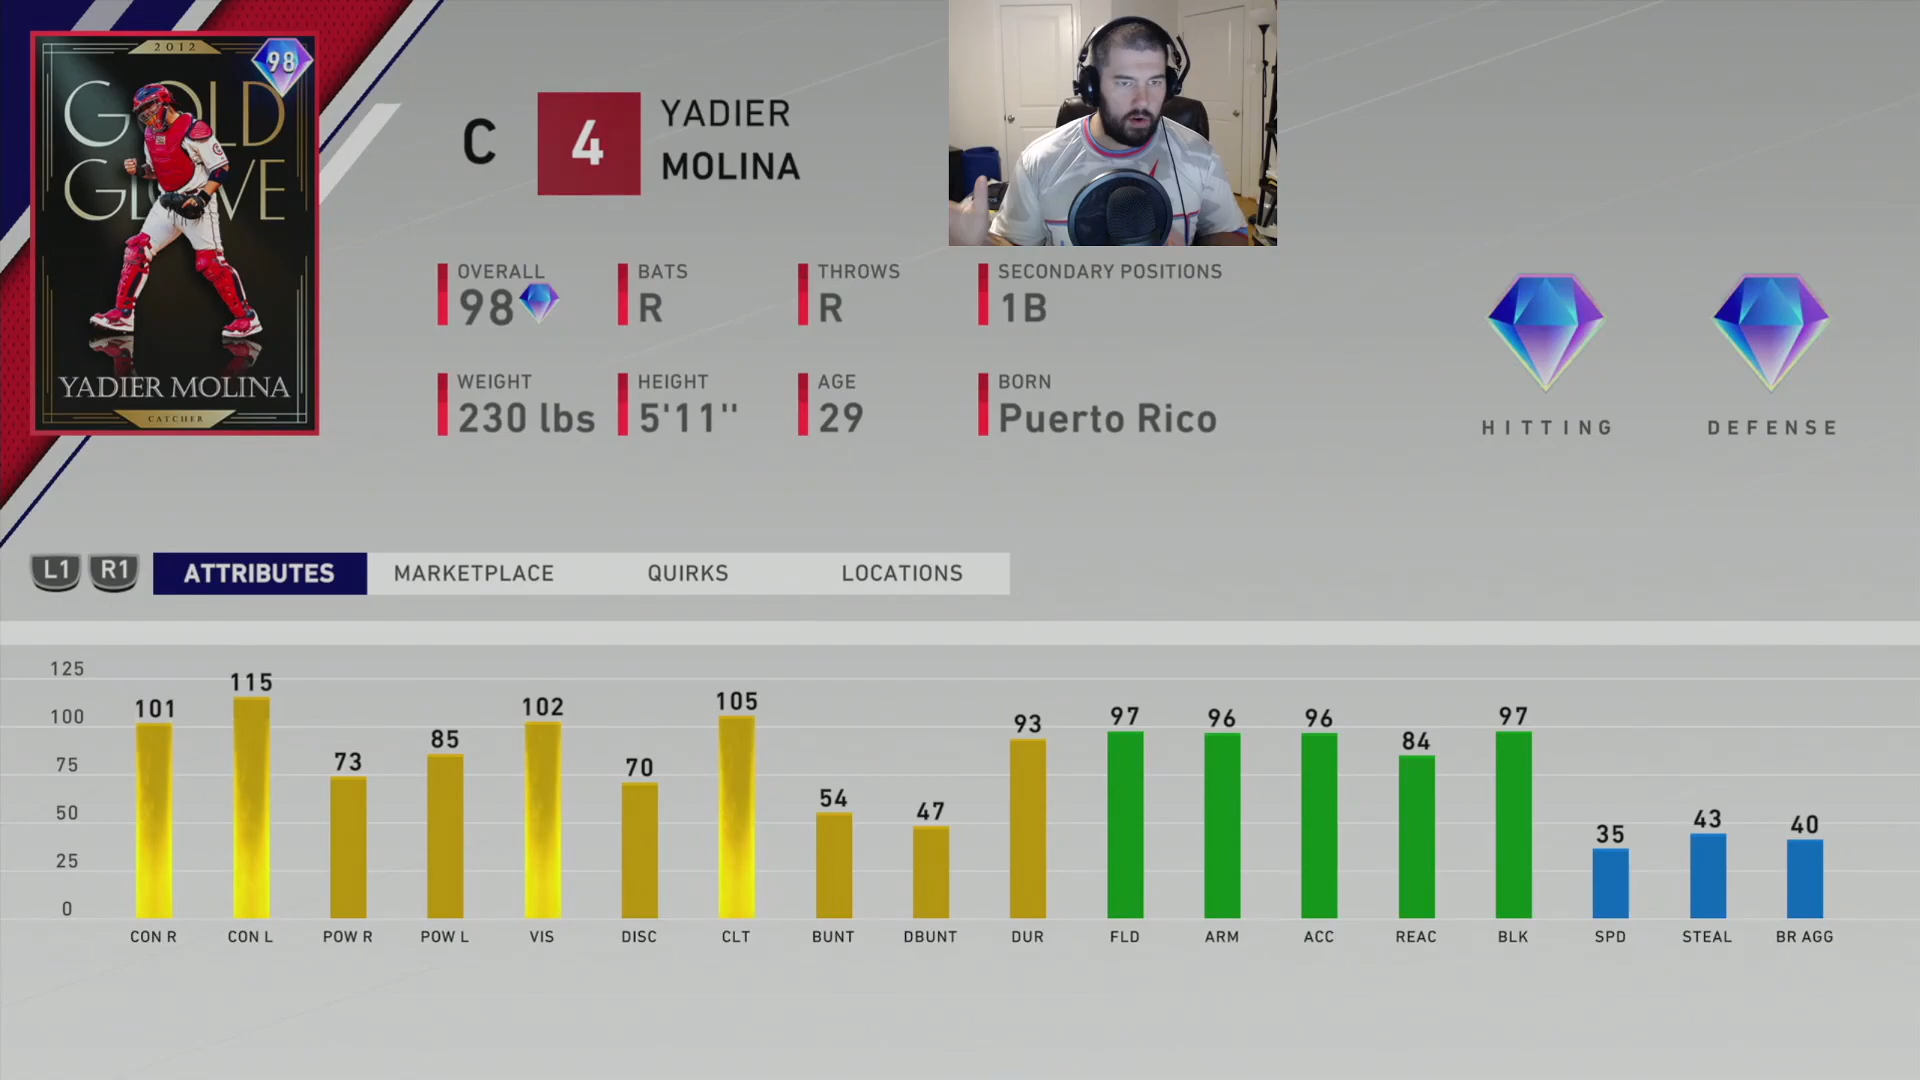 2012
98
GOLD
GLOVE
YADIER MOLINA
CATCHER
C
4
YADIER
MOLINA
OVERALL
98
BATS
R
THROWS
R
SECONDARY POSITIONS
1B
WEIGHT
230 lbs
HEIGHT
5'11"
AGE
29
BORN
Puerto Rico
HITTING
DEFENSE
L1
R1
ATTRIBUTES
MARKETPLACE
QUIRKS
LOCATIONS
125
100
75
50
25
0
101
115
73
85
102
70
105
54
47
93
97
96
96
84
97
35
43
40
CON R
CON L
POW R
POW L
VIS
DISC
CLT
BUNT
DBUNT
DUR
FLD
ARM
ACC
REAC
BLK
SPD
STEAL
BR AGG